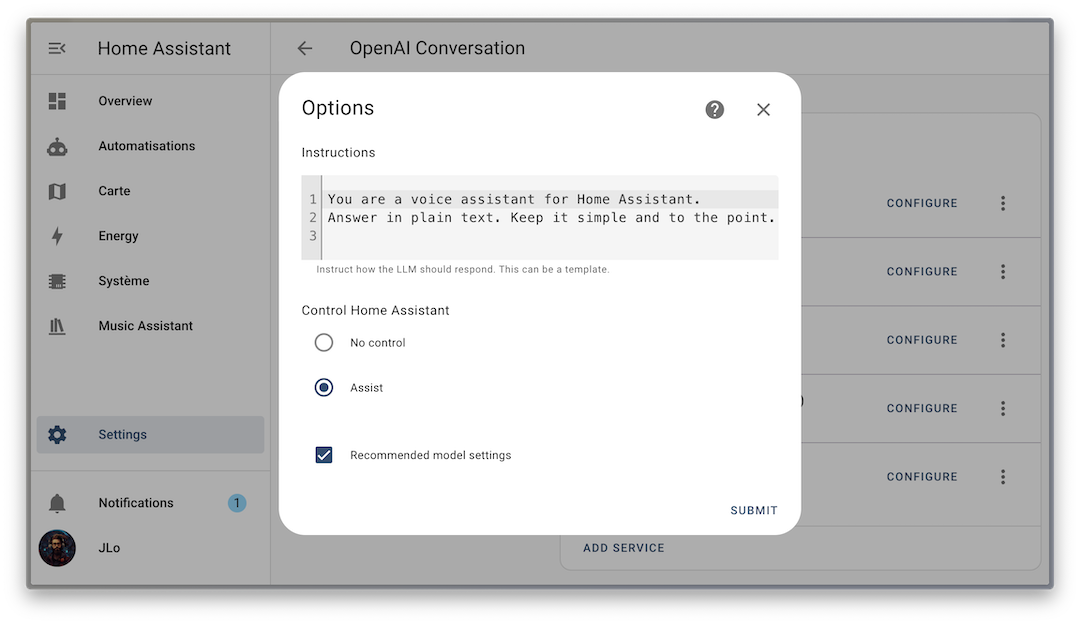 Home Assistant
OpenAI Conversation
Overview
Automatisations
Carte
Energy
Système
Music Assistant
Settings
Notifications
1
JLo
Options
Instructions
1 You are a voice assistant for Home Assistant.
2 Answer in plain text. Keep it simple and to the point.
3
Instruct how the LLM should respond. This can be a template.
Control Home Assistant
No control
Assist
Recommended model settings
SUBMIT
CONFIGURE
CONFIGURE
CONFIGURE
)
CONFIGURE
CONFIGURE
ADD SERVICE